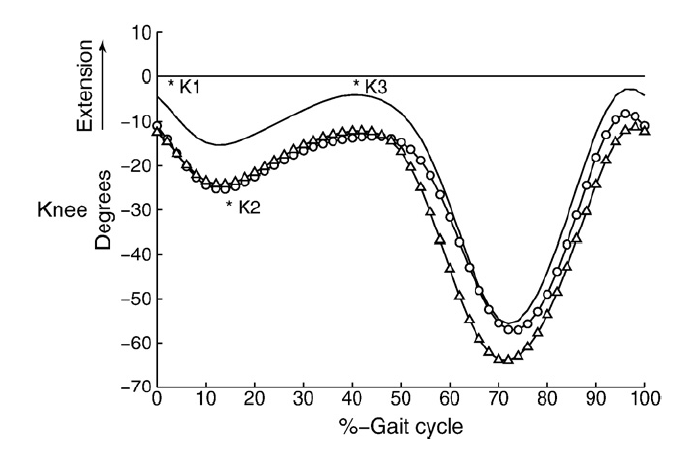 10
0
−10
−20
−30
−40
−50
−60
−70
Extension
Degrees
Knee
* K1
* K3
* K2
0 10 20 30 40 50 60 70 80 90 100
%−Gait cycle